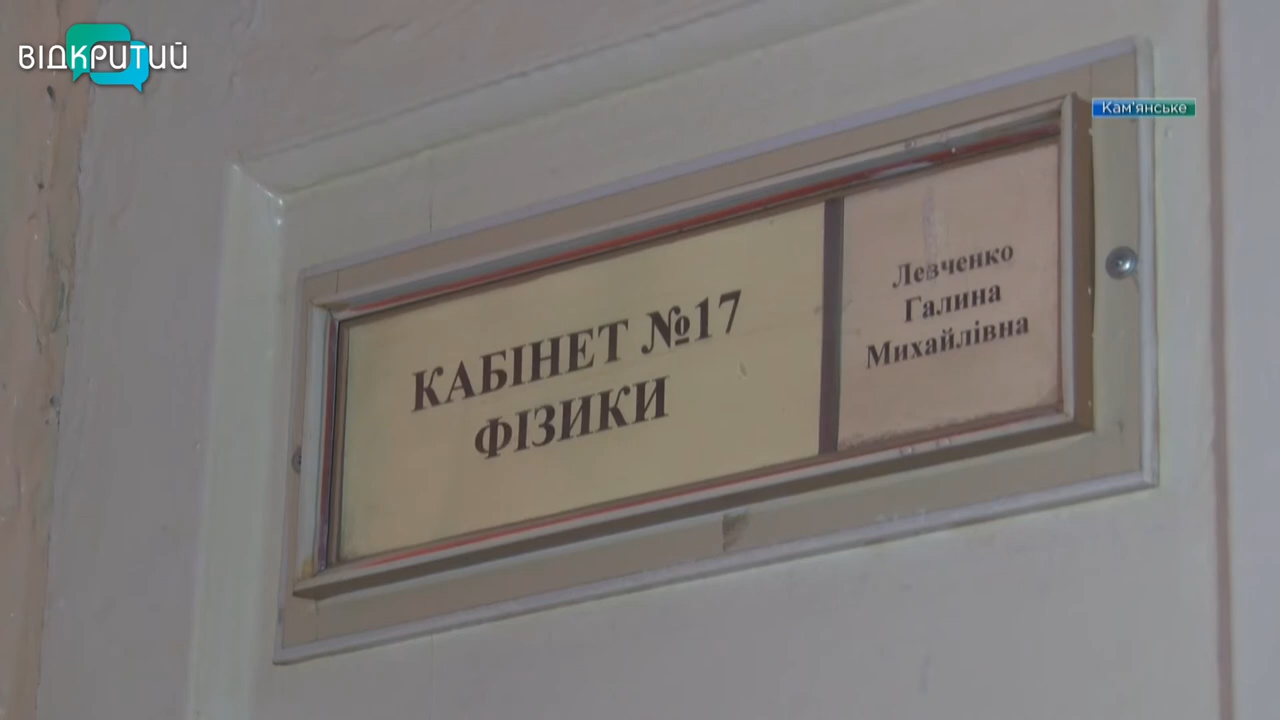 ВІДКРИТИЙ
Кам'янське
КАБІНЕТ №17
ФІЗИКИ
Левченко
Галина
Михайлівна